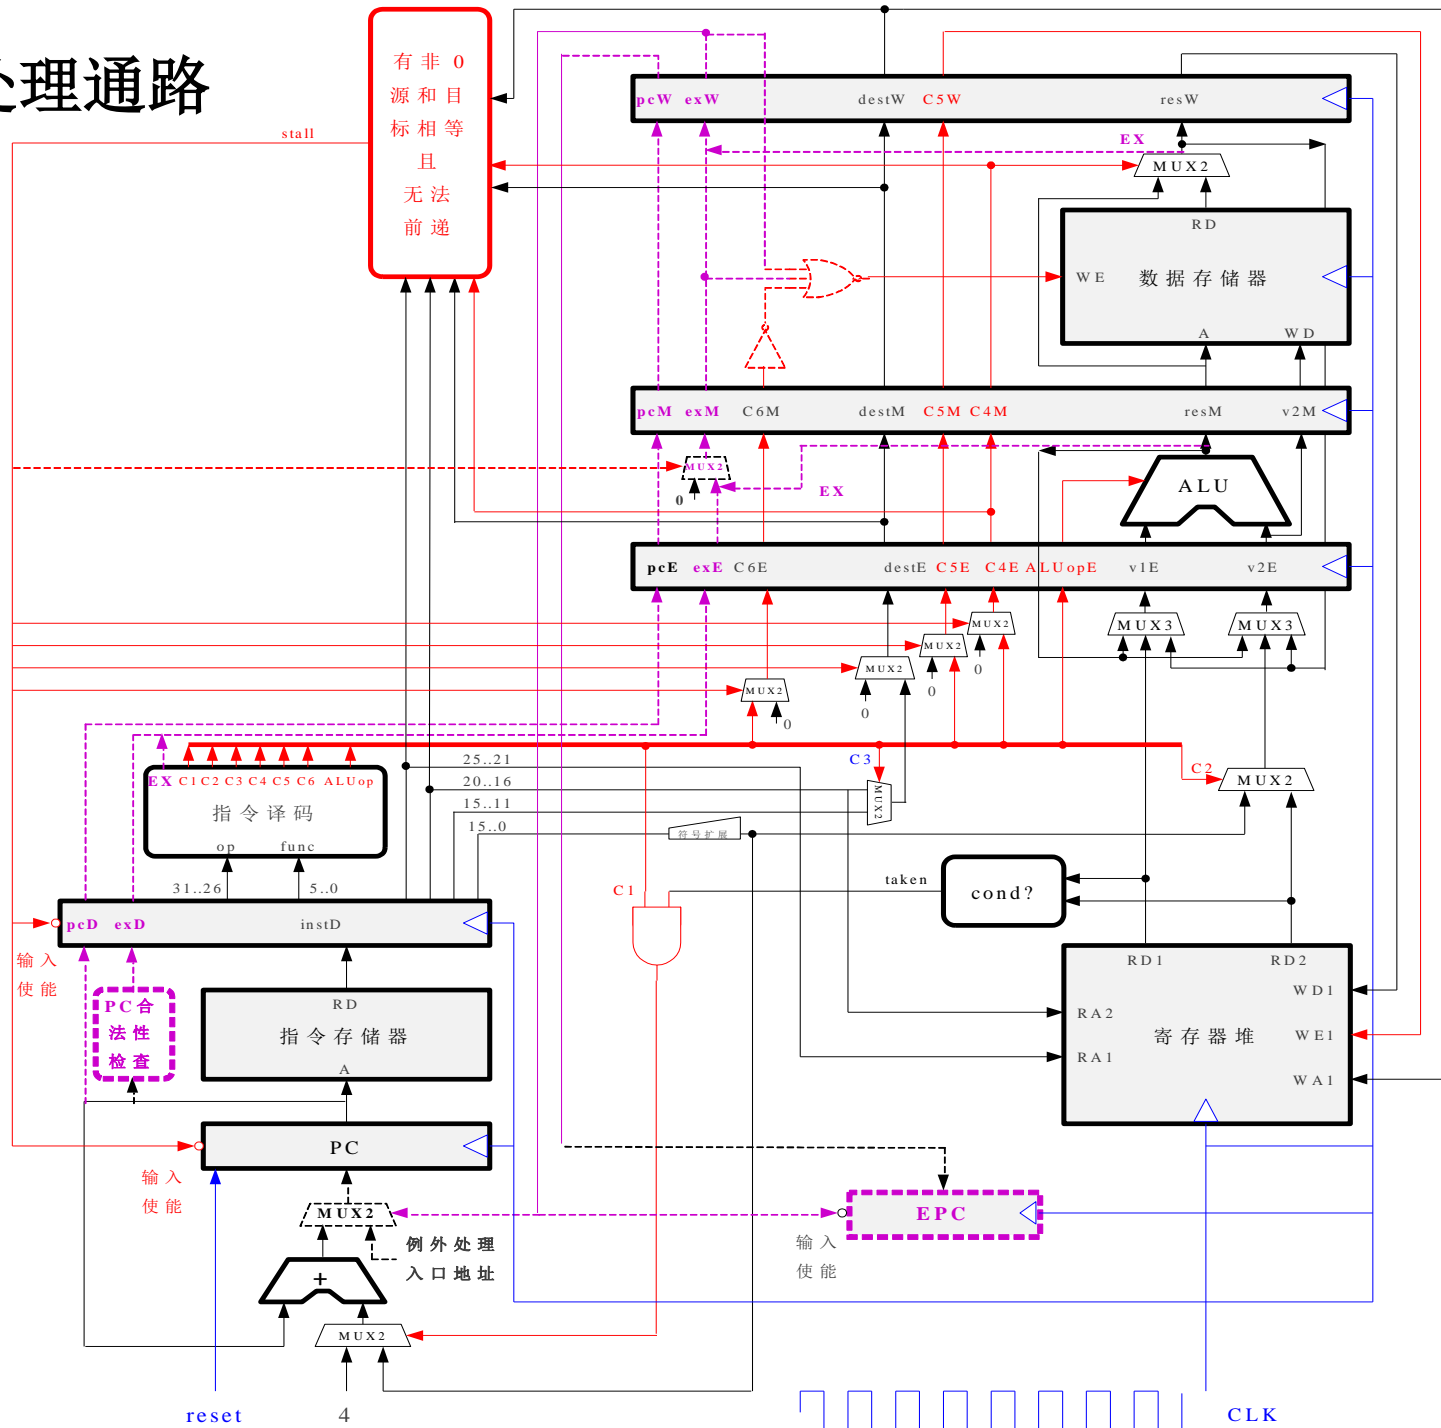 处理通路
有非0
源和目
标相等
且
无法
前递
stall
pcW exW destW C5W resW
EX
MUX2
RD
WE 数据存储器
A WD
pcM exM C6M destM C5M C4M resM v2M
MUX2
0
EX
ALU
pcE exE C6E destE C5E C4E ALUopE v1E v2E
MUX2
MUX3 MUX3
MUX2
0
MUX2
0
MUX2
0
0
EX C1 C2 C3 C4 C5 C6 ALUop
指令译码
op func
31..26 5..0
25..21
20..16
15..11
15..0
C3
MUX2
C2
MUX2
符号扩展
C1
taken
cond?
pcD exD instD
输入
使能
PC合
法性
检查
RD
指令存储器
A
RD1 RD2
WD1
RA2
寄存器堆 WE1
RA1
WA1
PC
输入
使能
MUX2
例外处理
入口地址
EPC
输入
使能
+
MUX2
reset 4 CLK